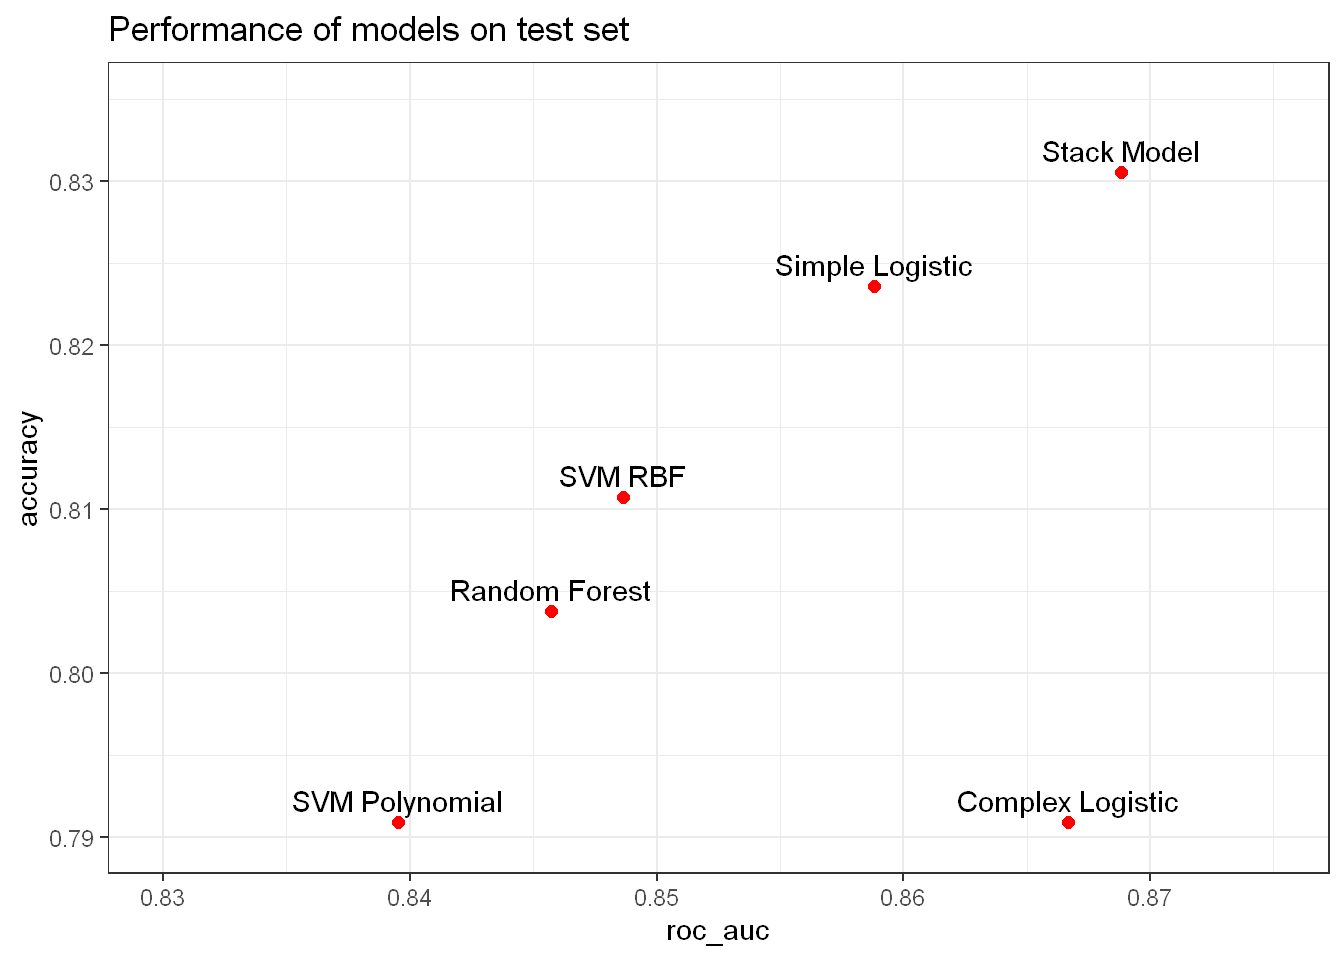 Performance of models on test set
Stack Model
0.83
Simple Logistic
0.82
SVM RBF
accuracy
0.81
Random Forest
0.80
SVM Polynomial
Complex Logistic
0.79
0.83 0.84 0.85 0.86 0.87
roc_auc